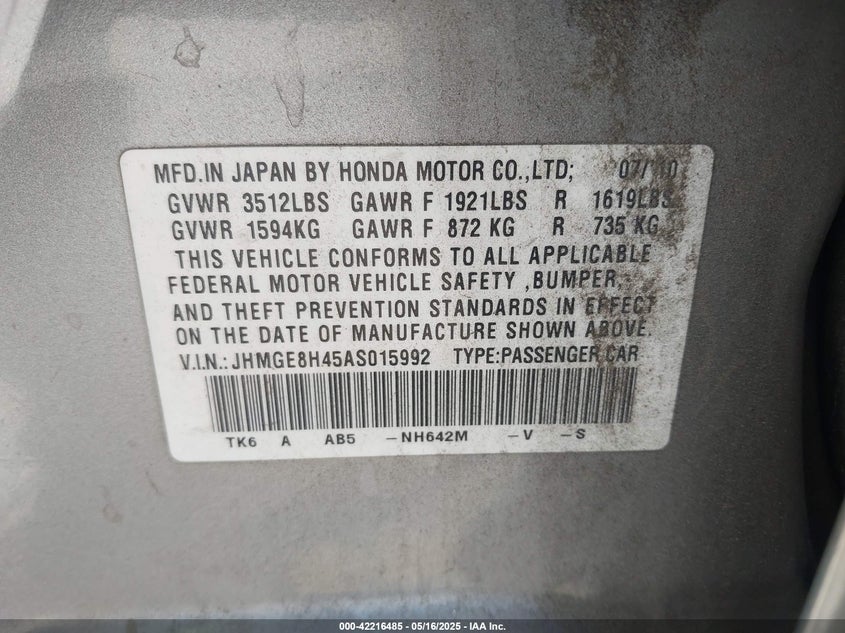 MFD.IN JAPAN BY HONDA MOTOR CO.,LTD; 07/10
GVWR 3512LBS GAWR F 1921LBS R 1619LBS
GVWR 1594KG GAWR F 872 KG R 735 KG
THIS VEHICLE CONFORMS TO ALL APPLICABLE
FEDERAL MOTOR VEHICLE SAFETY ,BUMPER,
AND THEFT PREVENTION STANDARDS IN EFFECT
ON THE DATE OF MANUFACTURE SHOWN ABOVE.
V.I.N.: JHMGE8H45AS015992 TYPE:PASSENGER CAR
TK6 A AB5 -NH642M -V -S
000-42216485 - 05/16/2025 - IAA Inc.